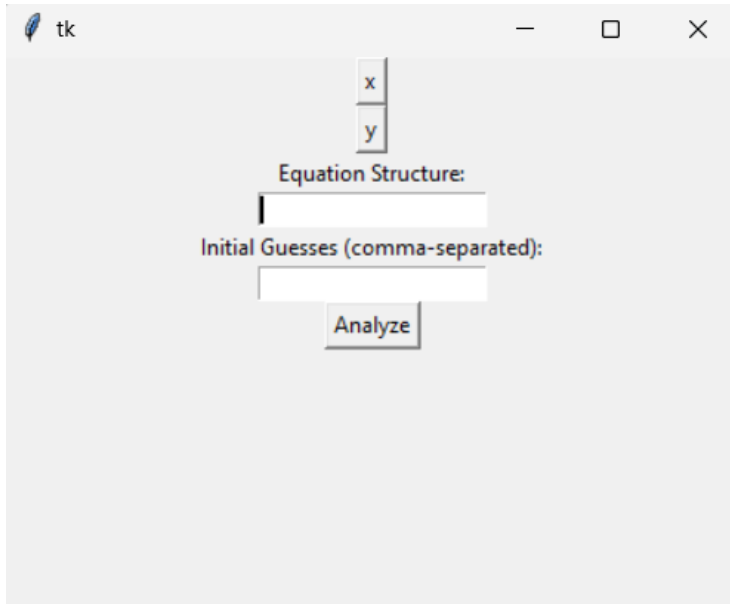 tk
x
y
Equation Structure:
Initial Guesses (comma-separated):
Analyze